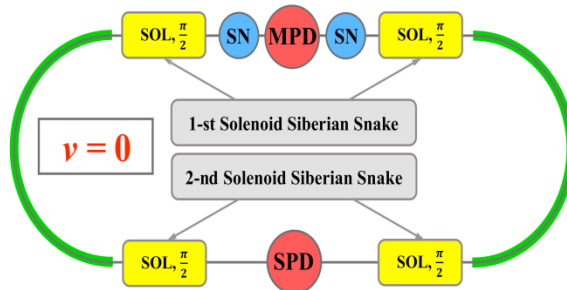 SOL, π/2 SN MPD SN SOL, π/2
1-st Solenoid Siberian Snake
ν = 0
2-nd Solenoid Siberian Snake
SOL, π/2 SPD SOL, π/2